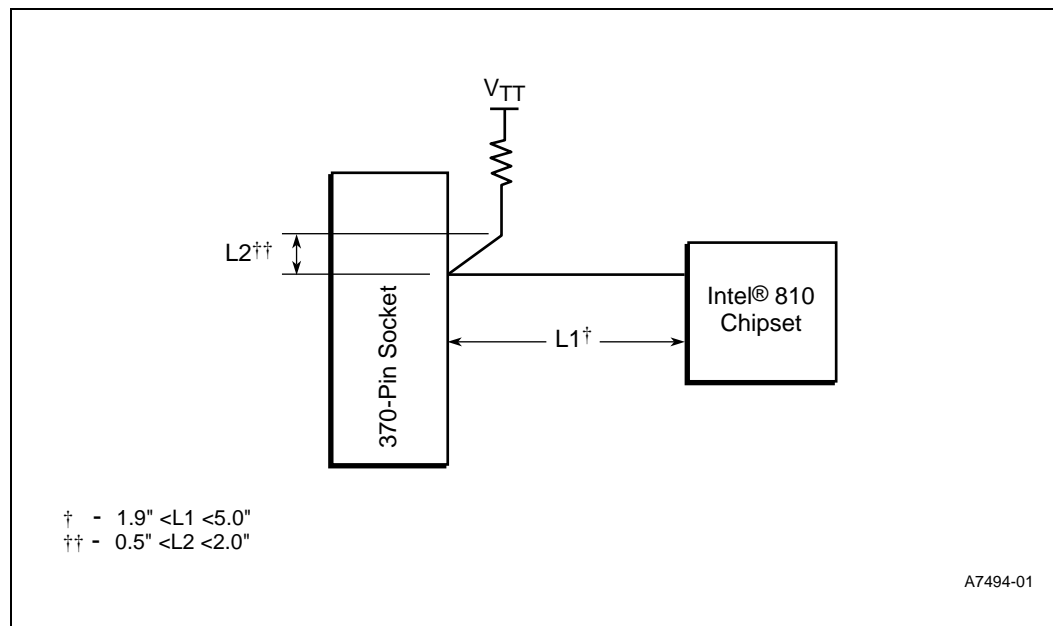 VTT
L2††
370-Pin Socket
L1†
Intel® 810
Chipset
† - 1.9" <L1 <5.0"
†† - 0.5" <L2 <2.0"
A7494-01